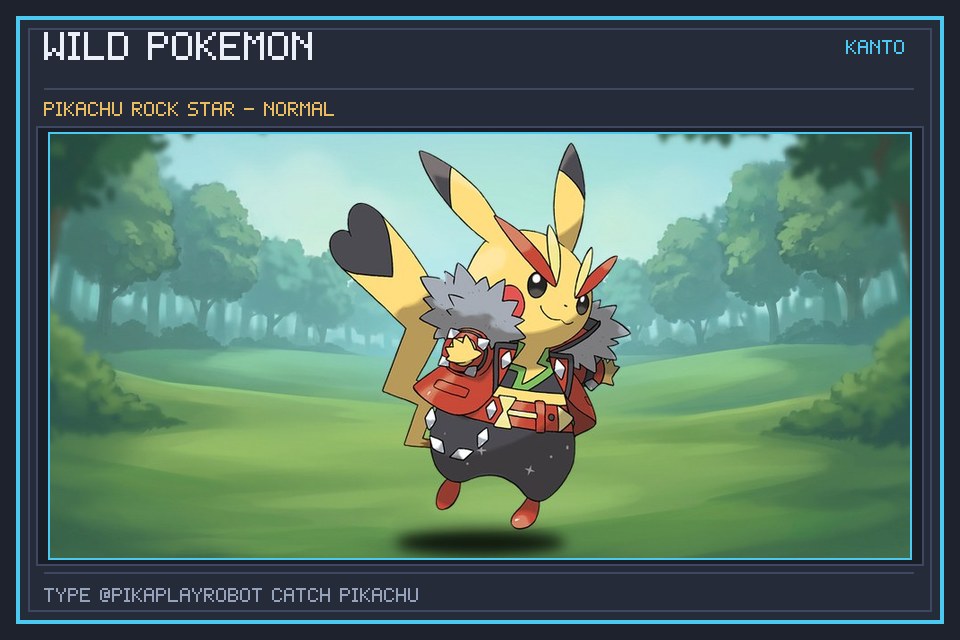 WILD POKEMON
KANTO
PIKACHU ROCK STAR - NORMAL
TYPE @PIKAPLAYROBOT CATCH PIKACHU